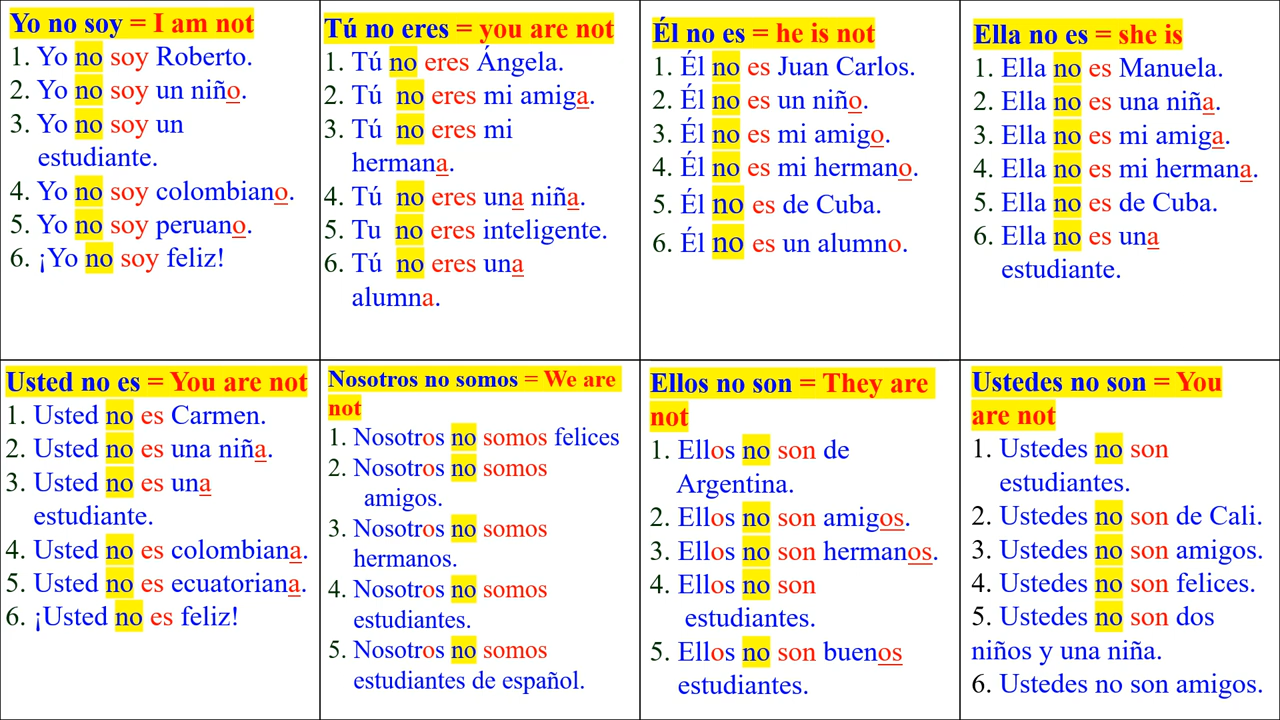 Yo no soy = I am not
1. Yo no soy Roberto.
2. Yo no soy un niño.
3. Yo no soy un
estudiante.
4. Yo no soy colombiano.
5. Yo no soy peruano.
6. ¡Yo no soy feliz!
Tú no eres = you are not
1. Tú no eres Ángela.
2. Tú no eres mi amiga.
3. Tú no eres mi
hermana.
4. Tú no eres una niña.
5. Tu no eres inteligente.
6. Tú no eres una
alumna.
Él no es = he is not
1. Él no es Juan Carlos.
2. Él no es un niño.
3. Él no es mi amigo.
4. Él no es mi hermano.
5. Él no es de Cuba.
6. Él no es un alumno.
Ella no es = she is
1. Ella no es Manuela.
2. Ella no es una niña.
3. Ella no es mi amiga.
4. Ella no es mi hermana.
5. Ella no es de Cuba.
6. Ella no es una
estudiante.
Usted no es = You are not
1. Usted no es Carmen.
2. Usted no es una niña.
3. Usted no es una
estudiante.
4. Usted no es colombiana.
5. Usted no es ecuatoriana.
6. ¡Usted no es feliz!
Nosotros no somos = We are
not
1. Nosotros no somos felices
2. Nosotros no somos
amigos.
3. Nosotros no somos
hermanos.
4. Nosotros no somos
estudiantes.
5. Nosotros no somos
estudiantes de español.
Ellos no son = They are
not
1. Ellos no son de
Argentina.
2. Ellos no son amigos.
3. Ellos no son hermanos.
4. Ellos no son
estudiantes.
5. Ellos no son buenos
estudiantes.
Ustedes no son = You
are not
1. Ustedes no son
estudiantes.
2. Ustedes no son de Cali.
3. Ustedes no son amigos.
4. Ustedes no son felices.
5. Ustedes no son dos
niños y una niña.
6. Ustedes no son amigos.